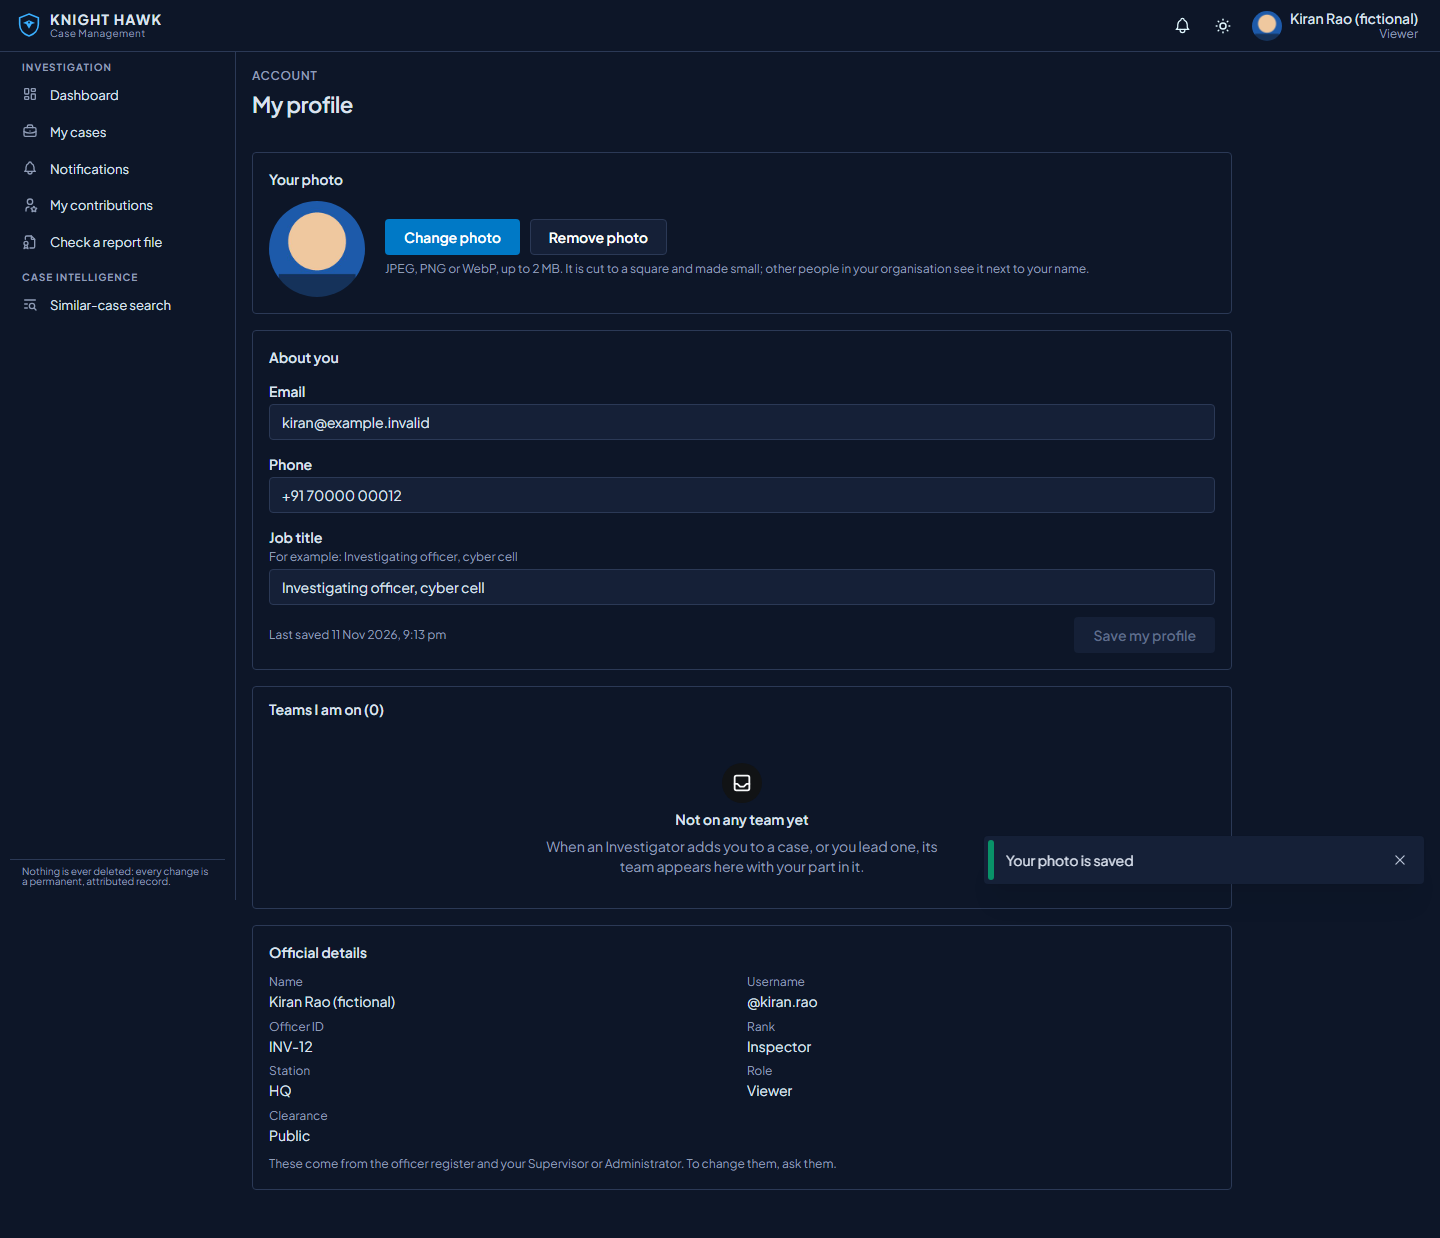 KNIGHT HAWK
Case Management
Kiran Rao (fictional)
Viewer
INVESTIGATION
Dashboard
My cases
Notifications
My contributions
Check a report file
CASE INTELLIGENCE
Similar-case search
Nothing is ever deleted: every change is
a permanent, attributed record.
ACCOUNT
My profile
Your photo
Change photo
Remove photo
JPEG, PNG or WebP, up to 2 MB. It is cut to a square and made small; other people in your organisation see it next to your name.
About you
Email
kiran@example.invalid
Phone
+91 70000 00012
Job title
For example: Investigating officer, cyber cell
Investigating officer, cyber cell
Last saved 11 Nov 2026, 9:13 pm
Save my profile
Teams I am on (0)
Not on any team yet
When an Investigator adds you to a case, or you lead one, its
team appears here with your part in it.
Your photo is saved
Official details
Name
Kiran Rao (fictional)
Username
@kiran.rao
Officer ID
INV-12
Rank
Inspector
Station
HQ
Role
Viewer
Clearance
Public
These come from the officer register and your Supervisor or Administrator. To change them, ask them.